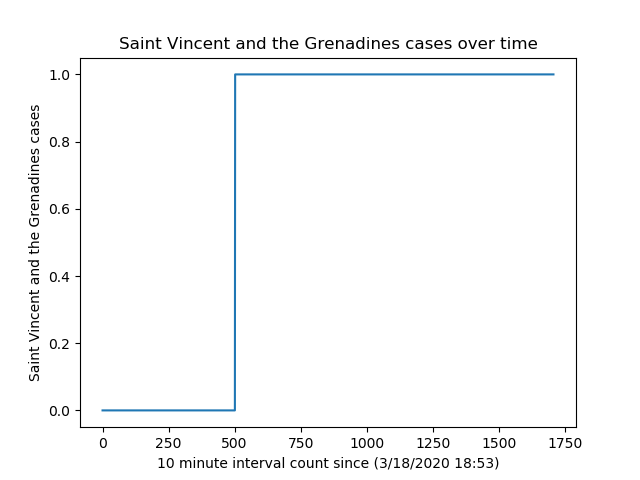 Saint Vincent and the Grenadines cases over time
Saint Vincent and the Grenadines cases
1.0
0.8
0.6
0.4
0.2
0.0
0 250 500 750 1000 1250 1500 1750
10 minute interval count since (3/18/2020 18:53)